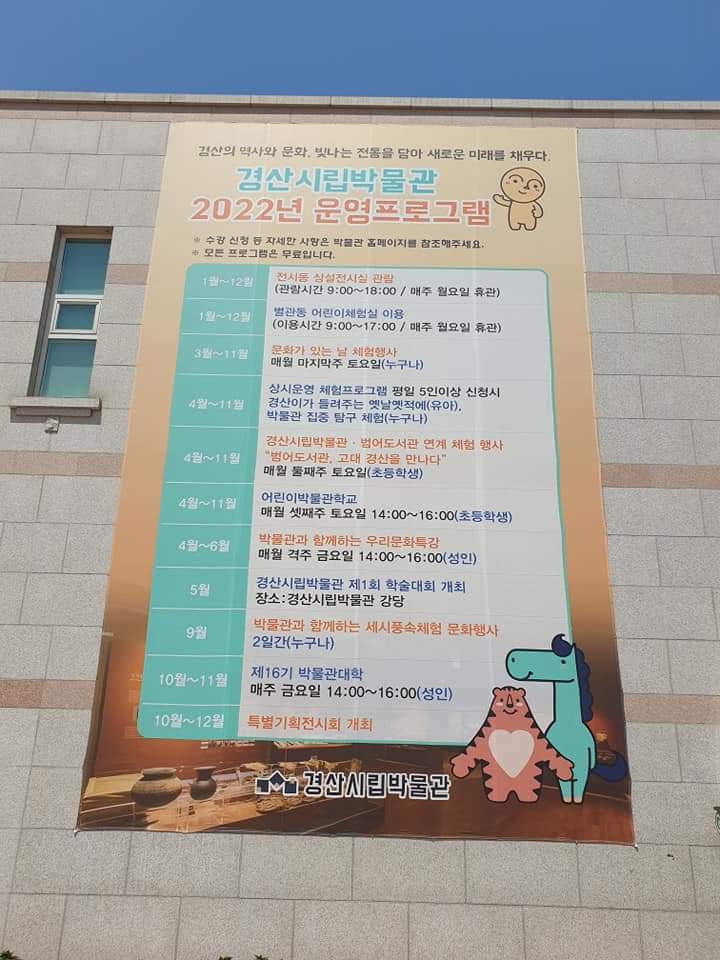 경산의 역사와 문화, 빛나는 전통을 담아 새로운 미래를 채우다.
경산시립박물관
2022년 운영프로그램
※ 수강 신청 등 자세한 사항은 박물관 홈페이지를 참조해주세요.
※ 모든 프로그램은 무료입니다.
1월~12월
전시동 상설전시실 관람
(관람시간 9:00~18:00 / 매주 월요일 휴관)
1월~12월
별관동 어린이체험실 이용
(이용시간 9:00~17:00 / 매주 월요일 휴관)
3월~11월
문화가 있는 날 체험행사
매월 마지막주 토요일(누구나)
4월~11월
상시운영 체험프로그램 평일 5인이상 신청시
경산이가 들려주는 옛날옛적에(유아),
박물관 집중 탐구 체험(누구나)
4월~11월
경산시립박물관 · 범어도서관 연계 체험 행사
"범어도서관, 고대 경산을 만나다"
매월 둘째주 토요일(초등학생)
4월~11월
어린이박물관학교
매월 셋째주 토요일 14:00~16:00(초등학생)
4월~6월
박물관과 함께하는 우리문화특강
매월 격주 금요일 14:00~16:00(성인)
5월
경산시립박물관 제1회 학술대회 개최
장소:경산시립박물관 강당
9월
박물관과 함께하는 세시풍속체험 문화행사
2일간(누구나)
10월~11월
제16기 박물관대학
매주 금요일 14:00~16:00(성인)
10월~12월
특별기획전시회 개최
경산시립박물관